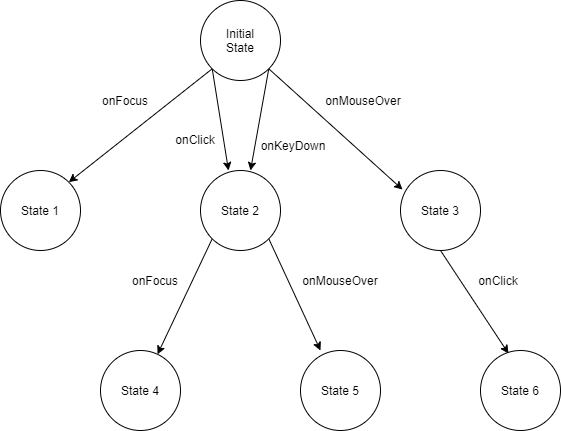 Initial
State
onFocus
onMouseOver
onClick
onKeyDown
State 1
State 2
State 3
onFocus
onMouseOver
onClick
State 4
State 5
State 6